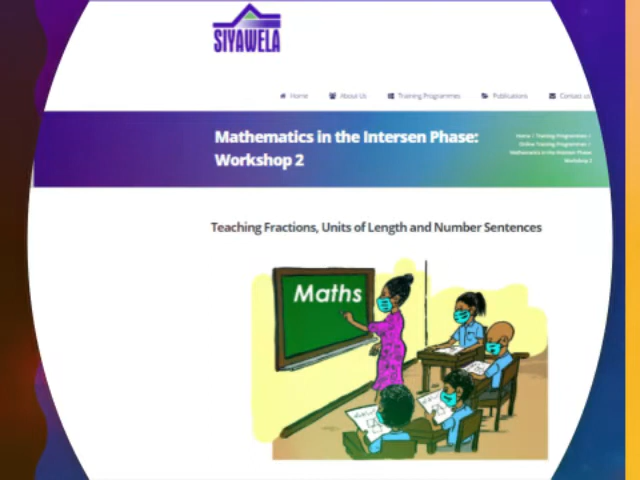 SIYAWELA
Home About Us Training Programmes Publications Contact us
Mathematics in the Intersen Phase:
Workshop 2
Home / Training Programmes /
Online Training Programmes /
Mathematics in the Intersen Phase:
Workshop 2
Teaching Fractions, Units of Length and Number Sentences
Maths